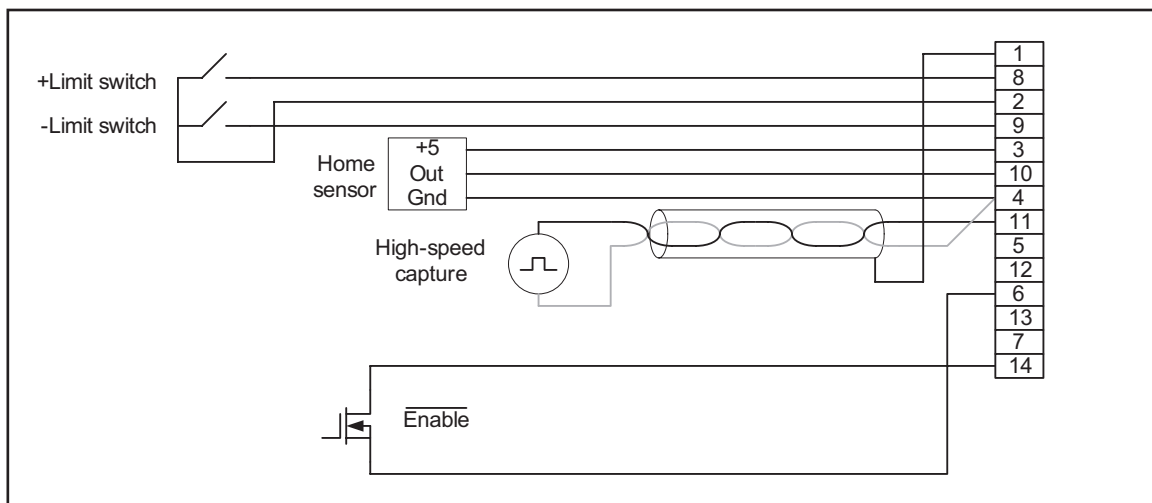 +Limit switch
-Limit switch
Home
sensor
+5
Out
Gnd
High-speed
capture
Enable
1
8
2
9
3
10
4
11
5
12
6
13
7
14